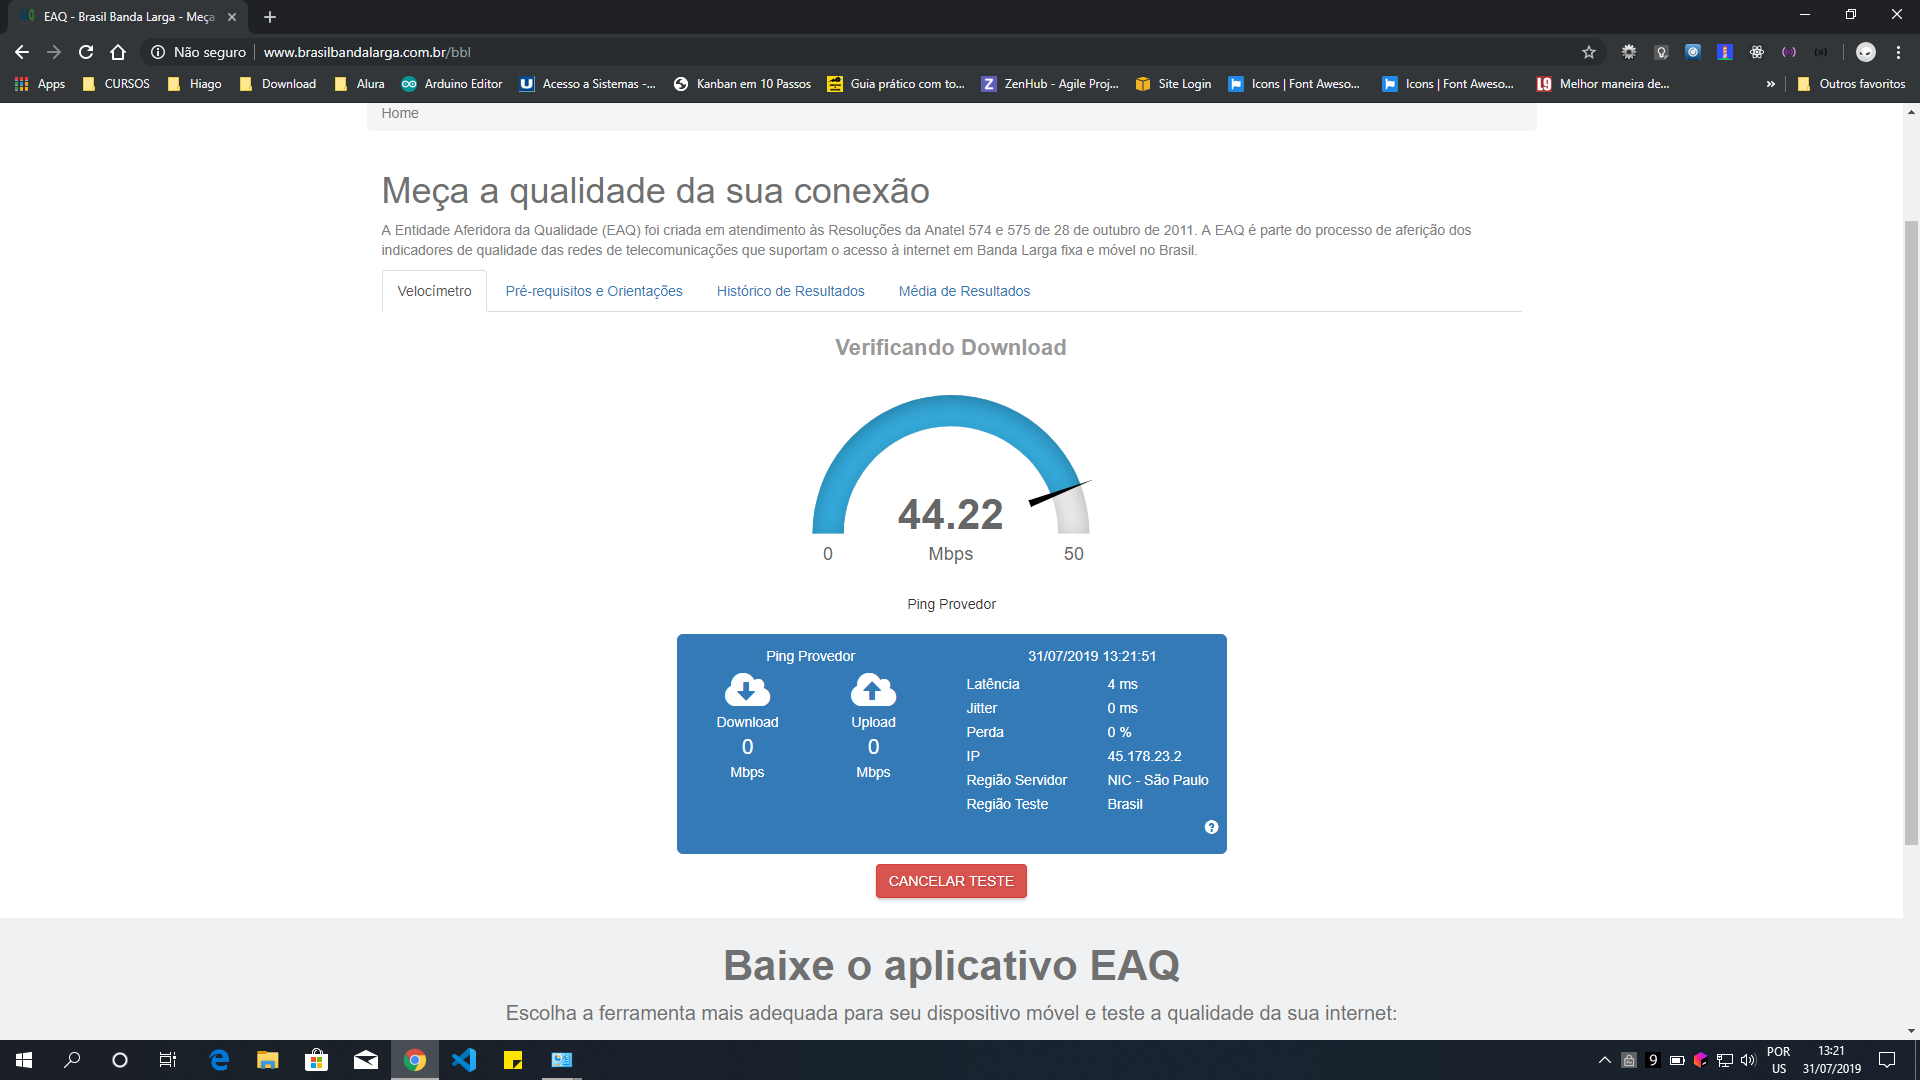 EAQ - Brasil Banda Larga - Meça
Não seguro
www.brasilbandalarga.com.br/bbl
Apps
CURSOS
Hiago
Download
Alura
Arduino Editor
Acesso a Sistemas -...
Kanban em 10 Passos
Guia prático com to...
ZenHub - Agile Proj...
Site Login
Icons | Font Aweso...
Icons | Font Aweso...
Melhor maneira de...
»
Outros favoritos
Home
Meça a qualidade da sua conexão
A Entidade Aferidora da Qualidade (EAQ) foi criada em atendimento às Resoluções da Anatel 574 e 575 de 28 de outubro de 2011. A EAQ é parte do processo de aferição dos
indicadores de qualidade das redes de telecomunicações que suportam o acesso à internet em Banda Larga fixa e móvel no Brasil.
Velocímetro
Pré-requisitos e Orientações
Histórico de Resultados
Média de Resultados
Verificando Download
44.22
0
Mbps
50
Ping Provedor
Ping Provedor
Download
0
Mbps
Upload
0
Mbps
31/07/2019 13:21:51
Latência 4 ms
Jitter 0 ms
Perda 0 %
IP 45.178.23.2
Região Servidor NIC - São Paulo
Região Teste Brasil
CANCELAR TESTE
Baixe o aplicativo EAQ
Escolha a ferramenta mais adequada para seu dispositivo móvel e teste a qualidade da sua internet:
9
POR
US
13:21
31/07/2019